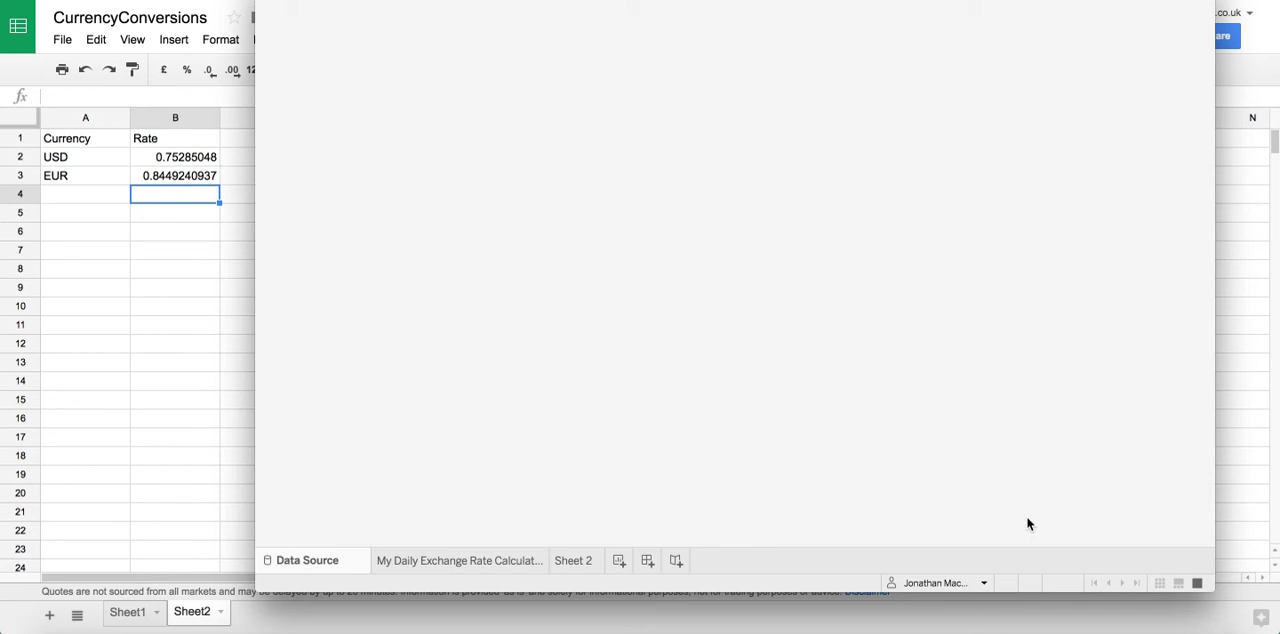 CurrencyConversions
.co.uk
File Edit View Insert Format
are
£ % .0 .00 12
fx
A B N
1 Currency Rate
2 USD 0.75285048
3 EUR 0.8449240937
4
5
6
7
8
9
10
11
12
13
14
15
16
17
18
19
20
21
22
23
24
Data Source My Daily Exchange Rate Calculat... Sheet 2
Jonathan Mac...
Quotes are not sourced from all markets and may be delayed by up to 20 minutes. Information is provided 'as is' and solely for informational purposes, not for trading purposes or advice. Disclaimer
Sheet1 Sheet2